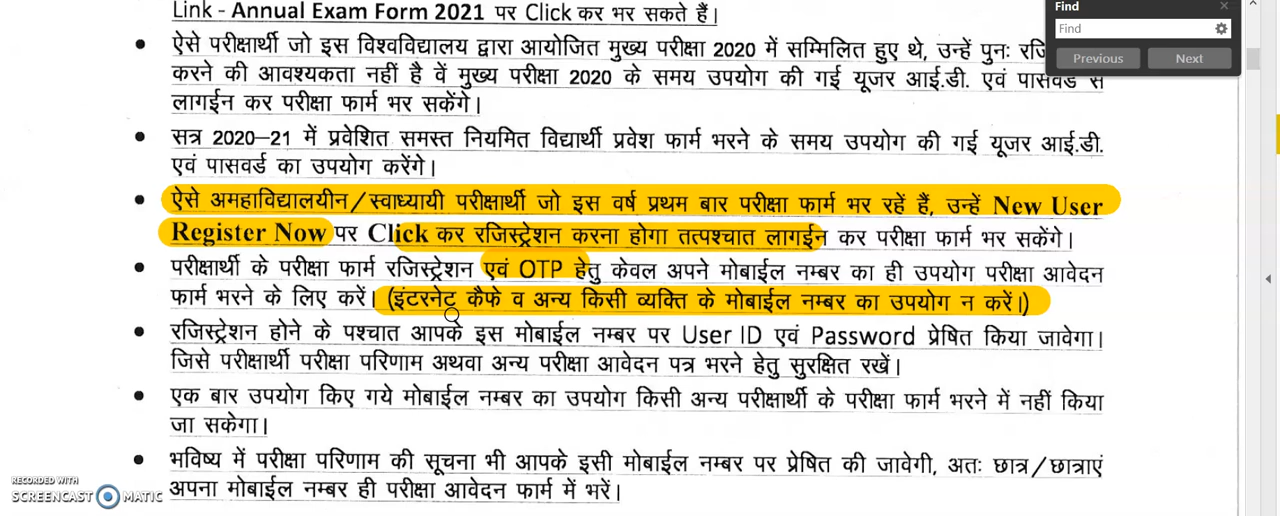 Link - Annual Exam Form 2021 पर Click कर भर सकते हैं।
Find
Find
Previous Next
• ऐसे परीक्षार्थी जो इस विश्वविद्यालय द्वारा आयोजित मुख्य परीक्षा 2020 में सम्मिलित हुए थे, उन्हें पुनः
करने की आवश्यकता नहीं है वें मुख्य परीक्षा 2020 के समय उपयोग की गई यूजर आई.डी. एवं पासवर्ड से
लागईन कर परीक्षा फार्म भर सकेंगे।
• सत्र 2020–21 में प्रवेशित समस्त नियमित विद्यार्थी प्रवेश फार्म भरने के समय उपयोग की गई यूजर आई.डी.
एवं पासवर्ड का उपयोग करेंगे।
• ऐसे अमहाविद्यालयीन/स्वाध्यायी परीक्षार्थी जो इस वर्ष प्रथम बार परीक्षा फार्म भर रहें हैं, उन्हें New User
Register Now पर Click कर रजिस्ट्रेशन करना होगा तत्पश्चात लागईन कर परीक्षा फार्म भर सकेंगे।
• परीक्षार्थी के परीक्षा फार्म रजिस्ट्रेशन एवं OTP हेतु केवल अपने मोबाईल नम्बर का ही उपयोग परीक्षा आवेदन
फार्म भरने के लिए करें। (इंटरनेट कैफे व अन्य किसी व्यक्ति के मोबाईल नम्बर का उपयोग न करें।)
• रजिस्ट्रेशन होने के पश्चात आपके इस मोबाईल नम्बर पर User ID एवं Password प्रेषित किया जावेगा।
जिसे परीक्षार्थी परीक्षा परिणाम अथवा अन्य परीक्षा आवेदन पत्र भरने हेतु सुरक्षित रखें।
• एक बार उपयोग किए गये मोबाईल नम्बर का उपयोग किसी अन्य परीक्षार्थी के परीक्षा फार्म भरने में नहीं किया
जा सकेगा।
• भविष्य में परीक्षा परिणाम की सूचना भी आपके इसी मोबाईल नम्बर पर प्रेषित की जावेगी, अतः छात्र/छात्राएं
अपना मोबाईल नम्बर ही परीक्षा आवेदन फार्म में भरें।
RECORDED WITH
SCREENCAST MATIC